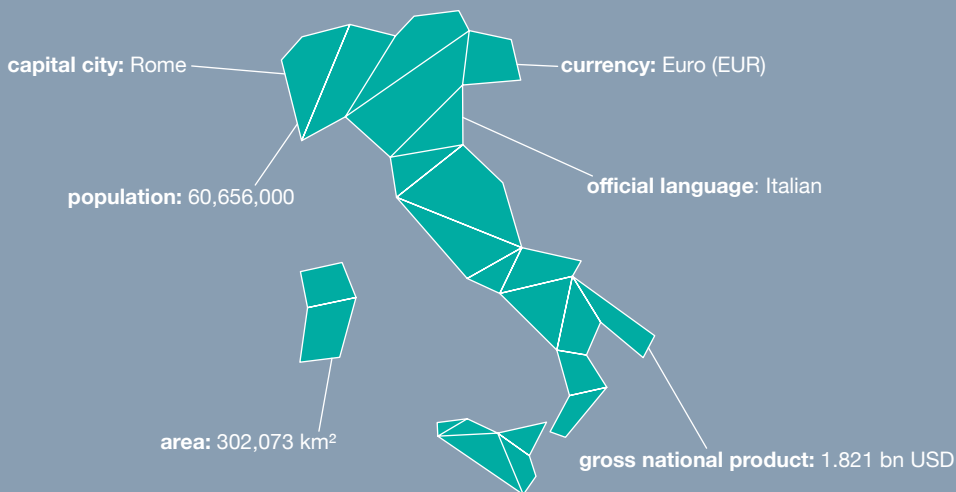 capital city: Rome
currency: Euro (EUR)
population: 60,656,000
official language: Italian
area: 302,073 km²
gross national product: 1.821 bn USD